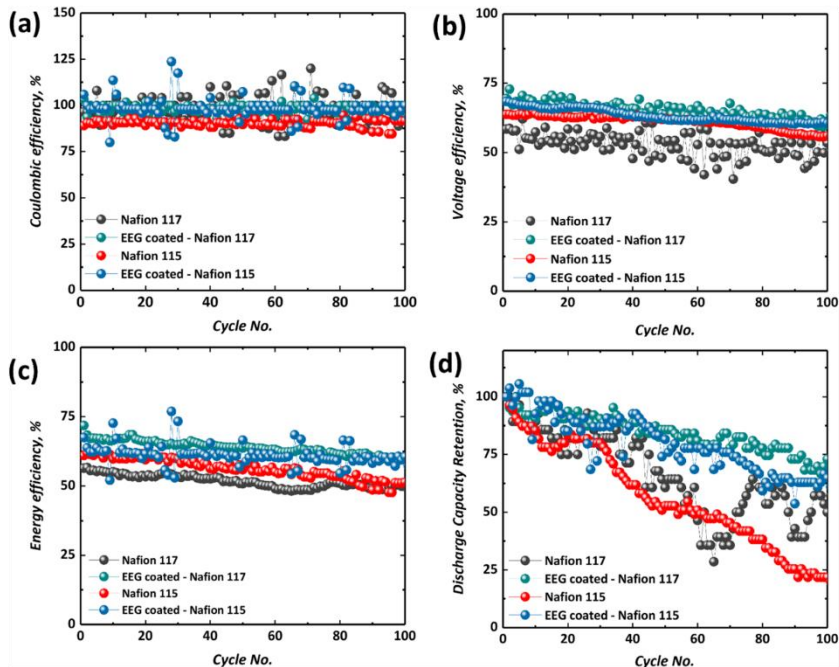 (a)
150
125
100
75
50
25
0
Coulombic efficiency, %
Nafion 117
EEG coated - Nafion 117
Nafion 115
EEG coated - Nafion 115
0 20 40 60 80 100
Cycle No.
(b)
100
75
50
25
0
Voltage efficiency, %
Nafion 117
EEG coated - Nafion 117
Nafion 115
EEG coated - Nafion 115
0 20 40 60 80 100
Cycle No.
(c)
100
75
50
25
0
Energy efficiency, %
Nafion 117
EEG coated - Nafion 117
Nafion 115
EEG coated - Nafion 115
0 20 40 60 80 100
Cycle No.
(d)
100
75
50
25
0
Discharge Capacity Retention, %
Nafion 117
EEG coated - Nafion 117
Nafion 115
EEG coated - Nafion 115
0 20 40 60 80 100
Cycle No.